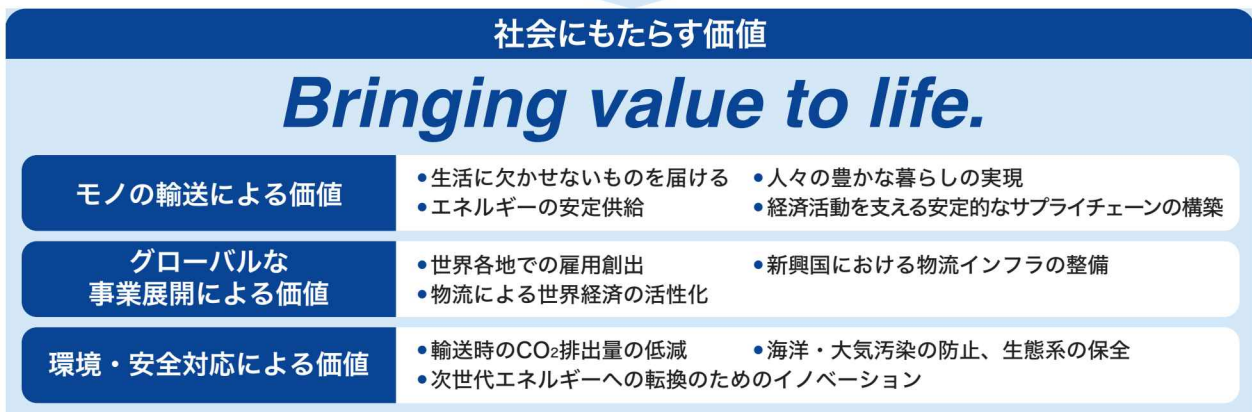 社会にもたらす価値
Bringing value to life.
モノの輸送による価値
●生活に欠かせないものを届ける ●人々の豊かな暮らしの実現
●エネルギーの安定供給 ●経済活動を支える安定的なサプライチェーンの構築
グローバルな
事業展開による価値
●世界各地での雇用創出 ●新興国における物流インフラの整備
●物流による世界経済の活性化
環境・安全対応による価値
●輸送時のCO₂排出量の低減 ●海洋・大気汚染の防止、生態系の保全
●次世代エネルギーへの転換のためのイノベーション